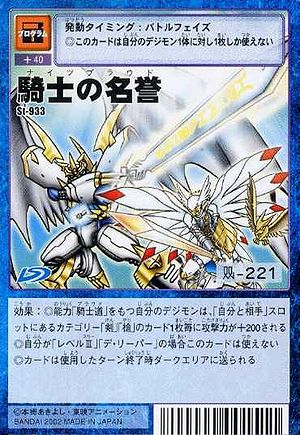 プログラム
+40
発動タイミング：バトルフェイズ
◎このカードは自分のデジモン1体に対し1枚しか使えない
ナイツプラウド
騎士の名誉
St-933
221
効果：◎能力｢騎士道｣をもつ自分のデジモンは､｢自分と相手｣ス
ロットにあるカテゴリー｢剣｣｢槍｣のカード1枚毎に攻撃力が+200される
◎自分が｢レベルⅢ｣｢デ･リーパー｣の場合このカードは使えない
◎カードは使用したターン終了時ダークエリアに送られる
©本郷あきよし･東映アニメーション
BANDAI 2002 MADE IN JAPAN